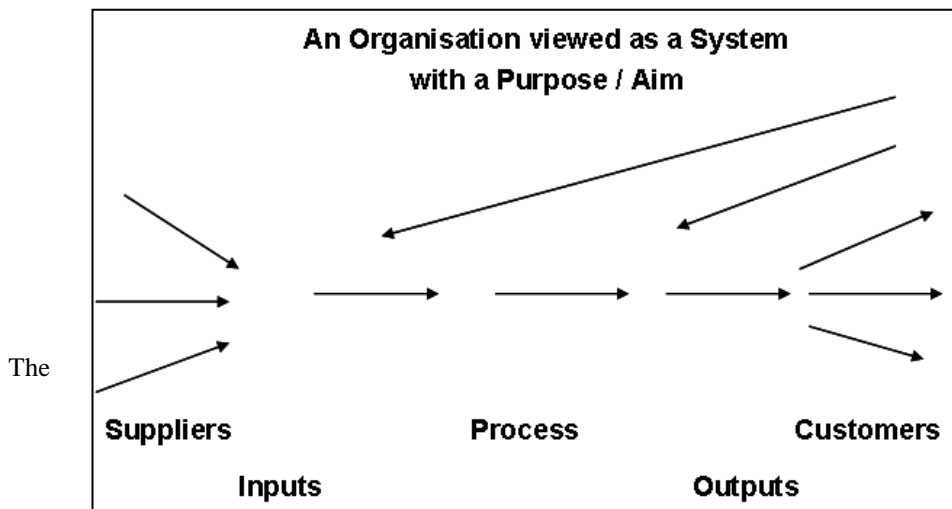 An Organisation viewed as a System
with a Purpose / Aim
The
Suppliers Process Customers
Inputs Outputs